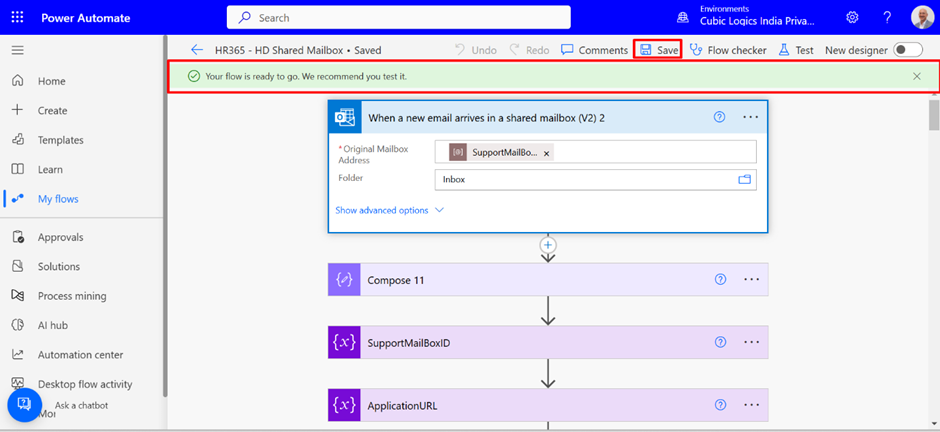 Power Automate
Search
Environments
Cubic Logics India Priva...
HR365 - HD Shared Mailbox • Saved
Undo
Redo
Comments
Save
Flow checker
Test
New designer
Your flow is ready to go. We recommend you test it.
Home
Create
Templates
Learn
My flows
Approvals
Solutions
Process mining
AI hub
Automation center
Desktop flow activity
Ask a chatbot
When a new email arrives in a shared mailbox (V2) 2
* Original Mailbox
Address
SupportMailBo...
Folder
Inbox
Show advanced options
Compose 11
SupportMailBoxID
ApplicationURL